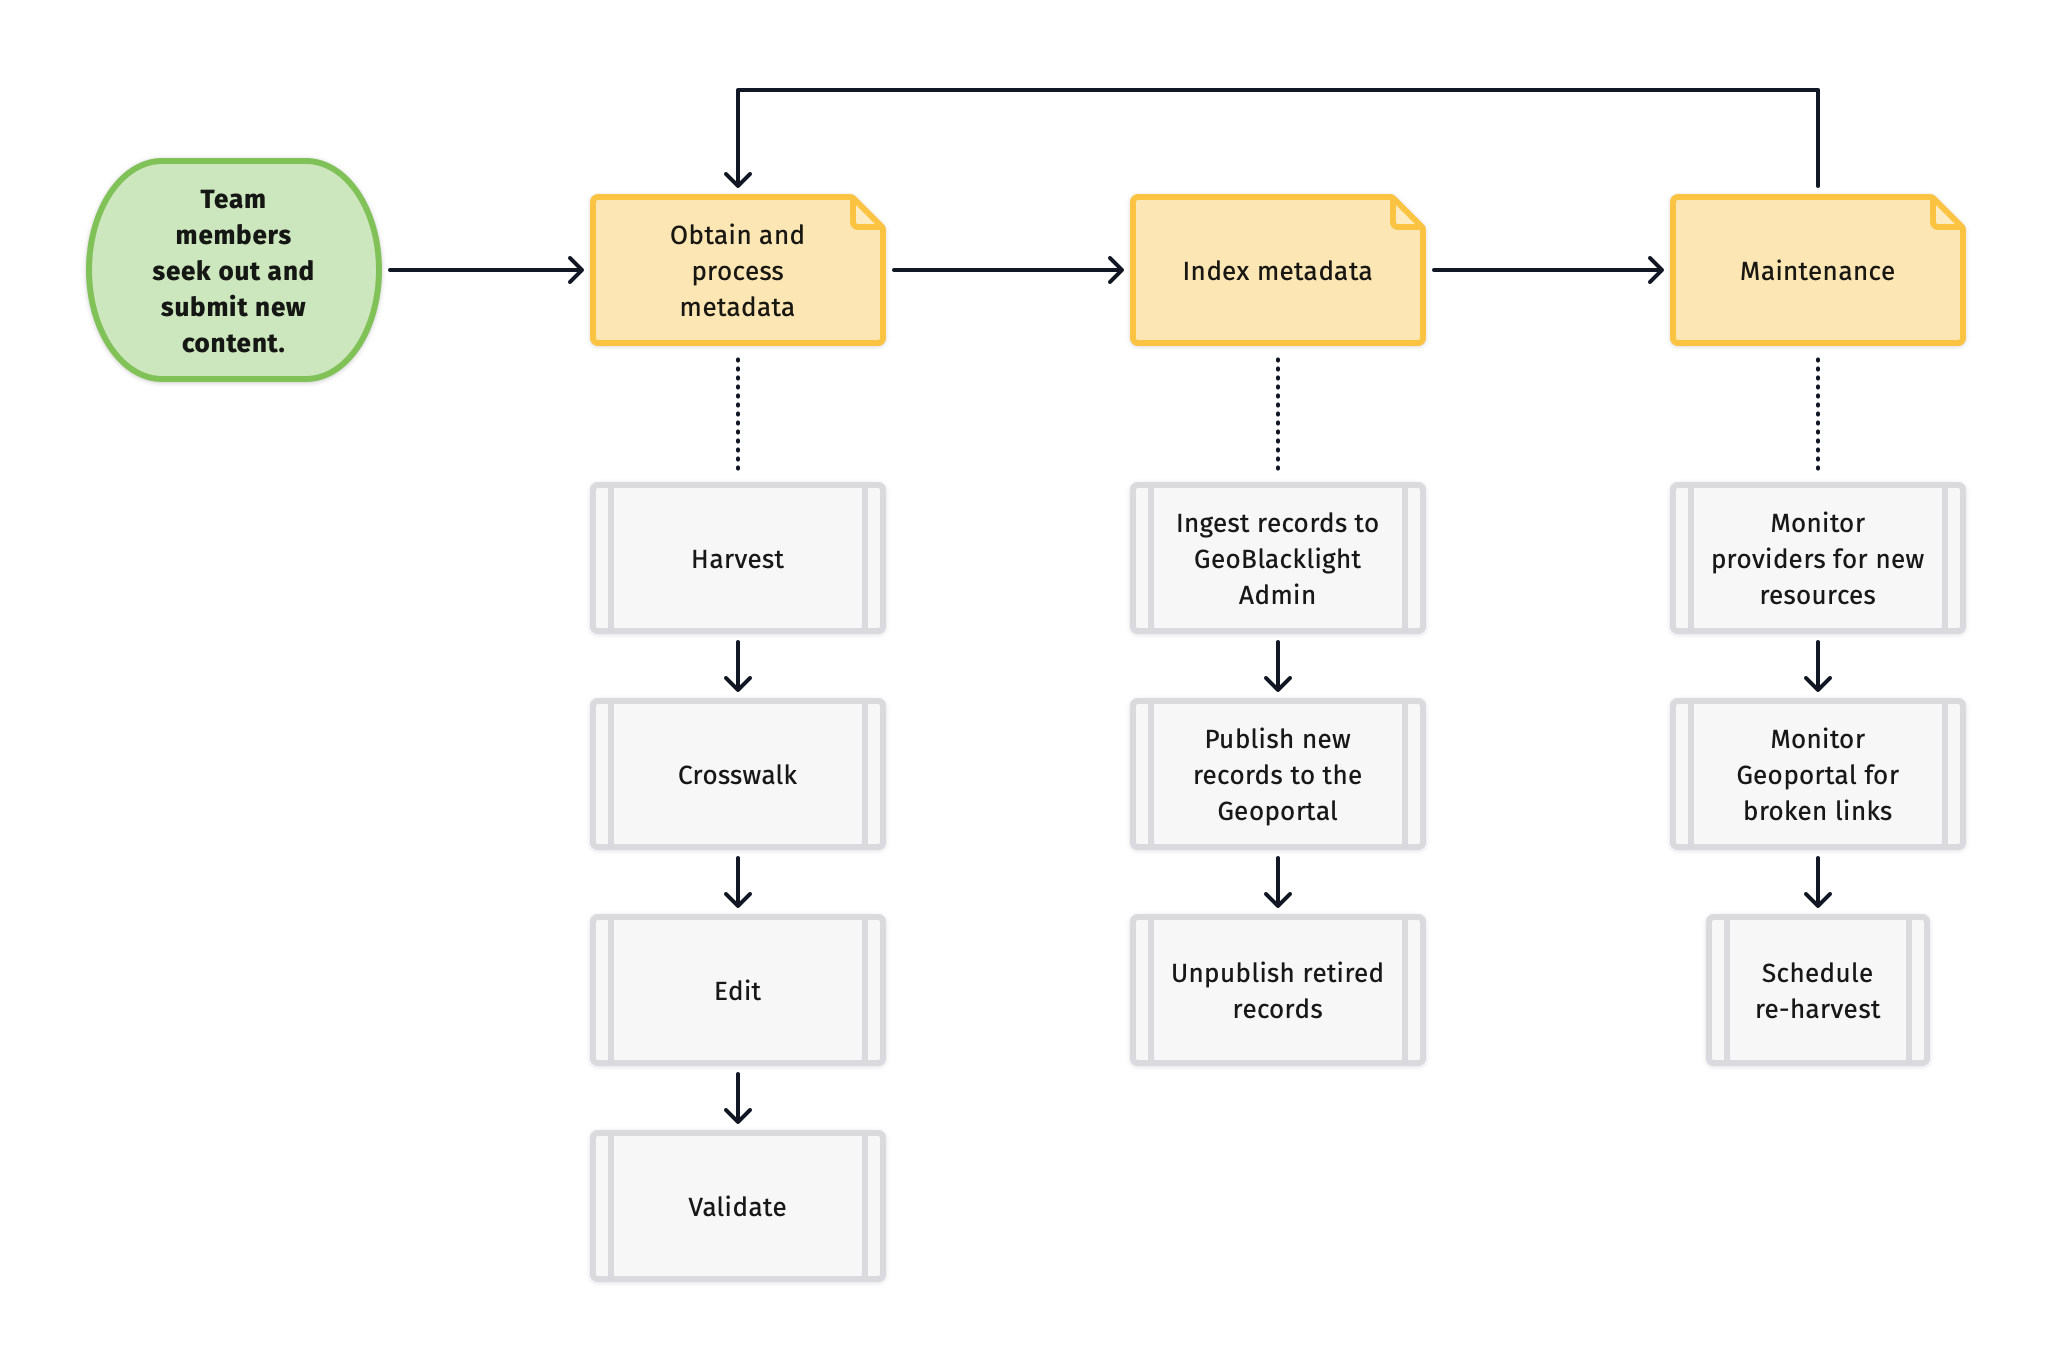 Team
members
seek out and
submit new
content.
Obtain and
process
metadata
Index metadata
Maintenance
Harvest
Crosswalk
Edit
Validate
Ingest records to
GeoBlacklight
Admin
Publish new
records to the
Geoportal
Unpublish retired
records
Monitor
providers for new
resources
Monitor
Geoportal for
broken links
Schedule
re-harvest